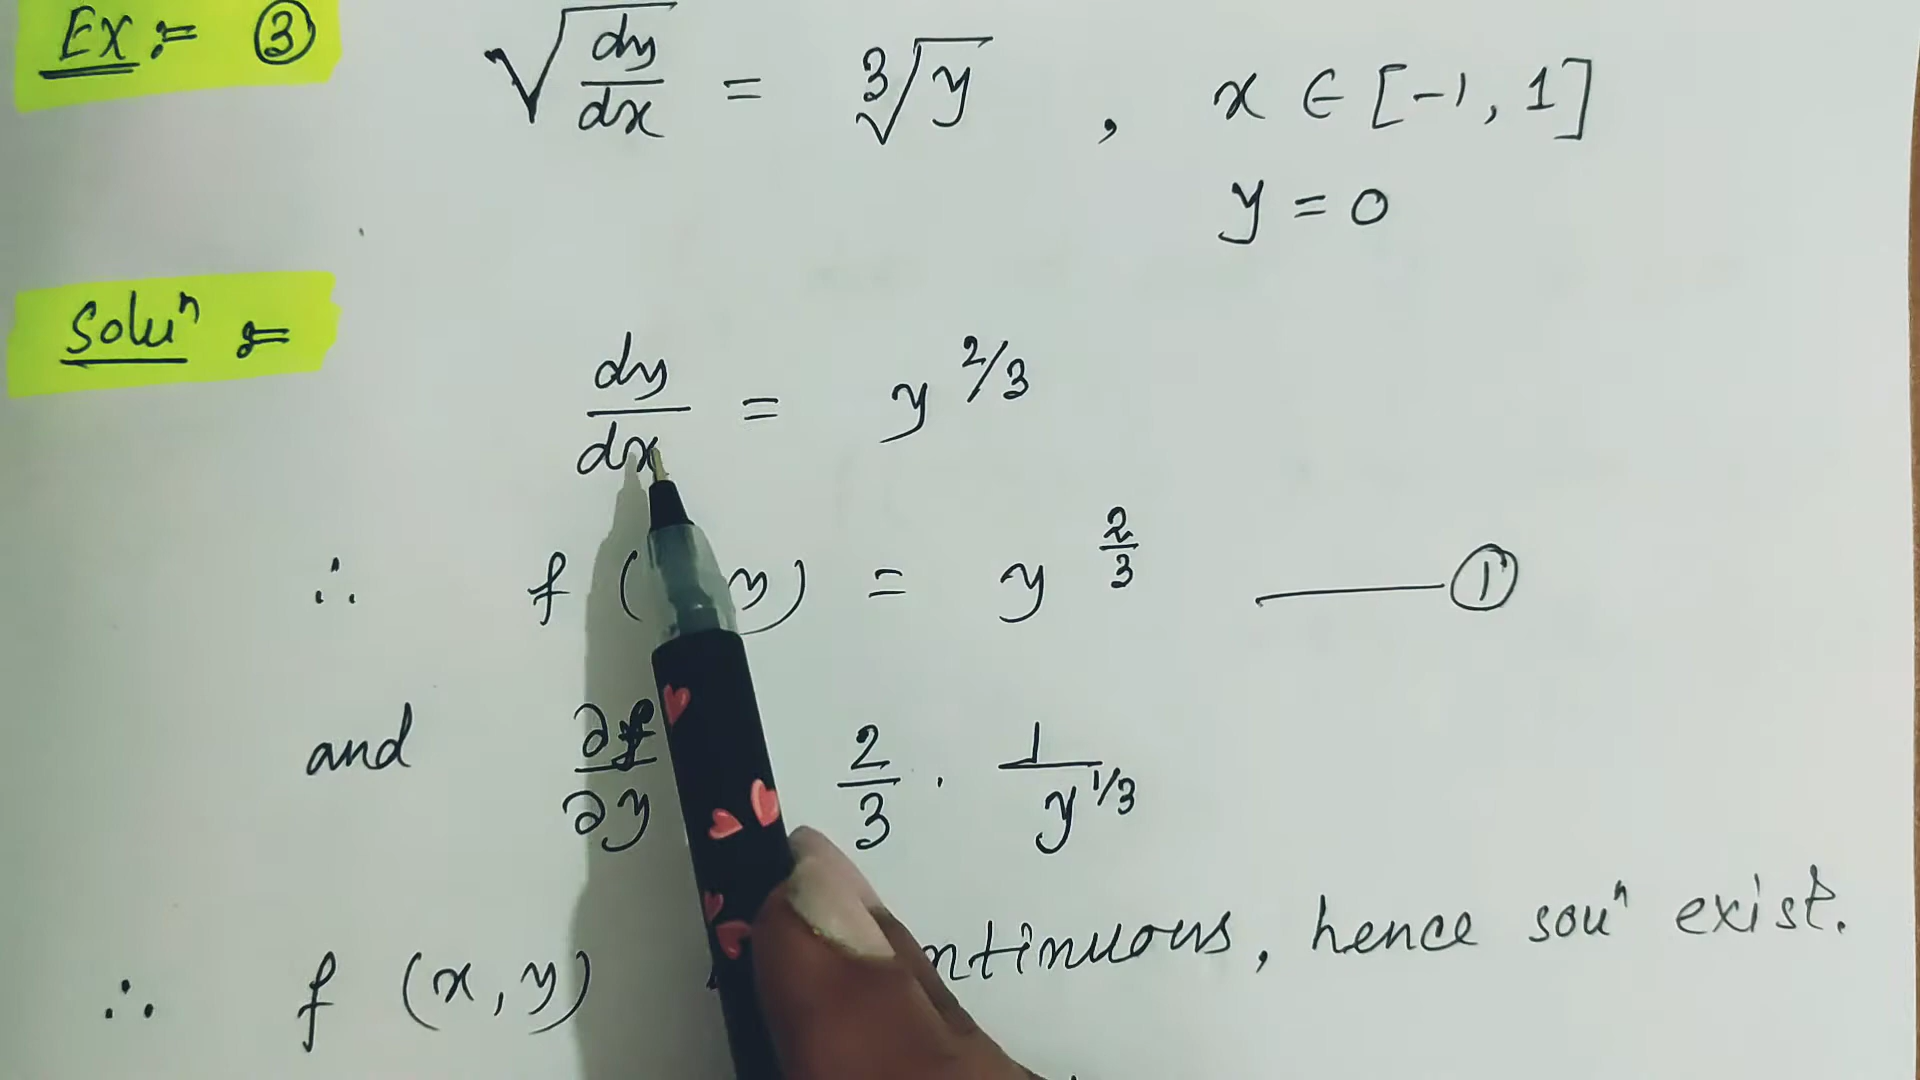 Ex:= ③ √(dy/dx) = ∛y , x ∈ [-1, 1]
y = 0
Soluⁿ := dy/dx = y^2/3
∴ f ( y) = y^2/3 —— ①
and ∂f/∂y 2/3 · 1/y^1/3
∴ f (x, y) ntinuous, hence souⁿ exist.